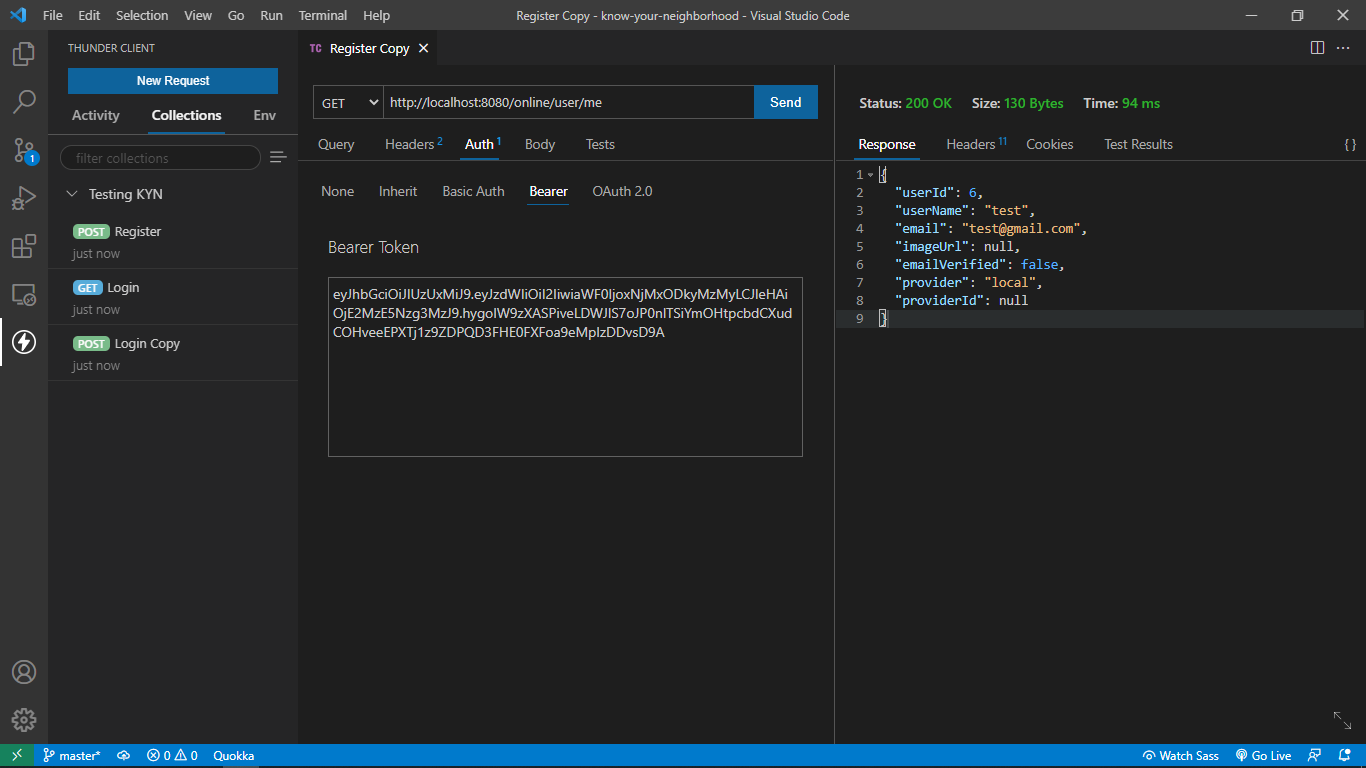 File Edit Selection View Go Run Terminal Help Register Copy - know-your-neighborhood - Visual Studio Code
THUNDER CLIENT
New Request
Activity Collections Env
filter collections
Testing KYN
POST Register
just now
GET Login
just now
POST Login Copy
just now
1
TC Register Copy
GET http://localhost:8080/online/user/me Send
Query Headers 2 Auth 1 Body Tests
None Inherit Basic Auth Bearer OAuth 2.0
Bearer Token
eyJhbGciOiJIUzUxMiJ9.eyJzdWIiOiI2IiwiaWF0IjoxNjMxODkyMzMyLCJleHAi
OjE2MzE5Nzg3MzJ9.hygoIW9zXASPiveLDWJIS7oJP0nITSiYmOHtpcbdCXud
COHveeEPXTj1z9ZDPQD3FHE0FXFoa9eMpIzDDvsD9A
Status: 200 OK Size: 130 Bytes Time: 94 ms
Response Headers 11 Cookies Test Results { }
1 {
2 "userId": 6,
3 "userName": "test",
4 "email": "test@gmail.com",
5 "imageUrl": null,
6 "emailVerified": false,
7 "provider": "local",
8 "providerId": null
9 }
master* 0 0 Quokka Watch Sass Go Live